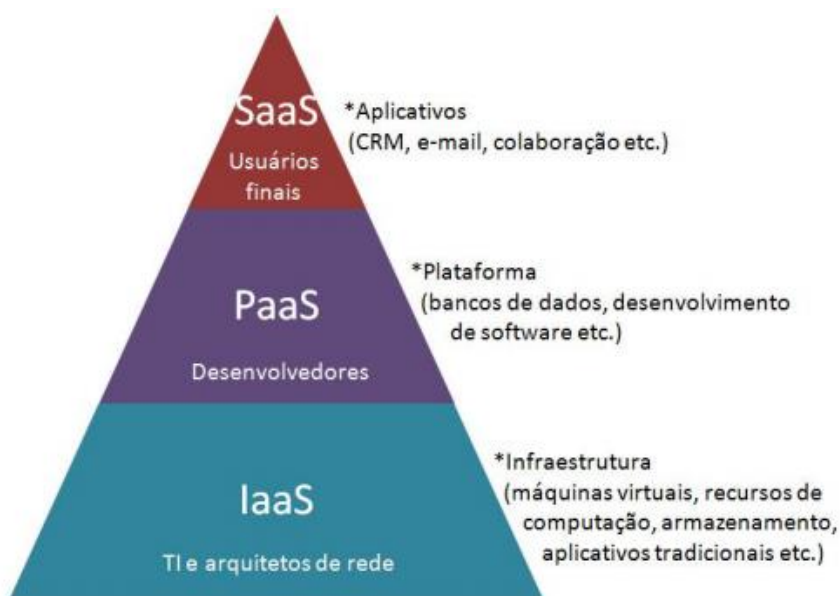 SaaS
Usuários
finais
*Aplicativos
(CRM, e-mail, colaboração etc.)
PaaS
Desenvolvedores
*Plataforma
(bancos de dados, desenvolvimento
de software etc.)
IaaS
TI e arquitetos de rede
*Infraestrutura
(máquinas virtuais, recursos de
computação, armazenamento,
aplicativos tradicionais etc.)